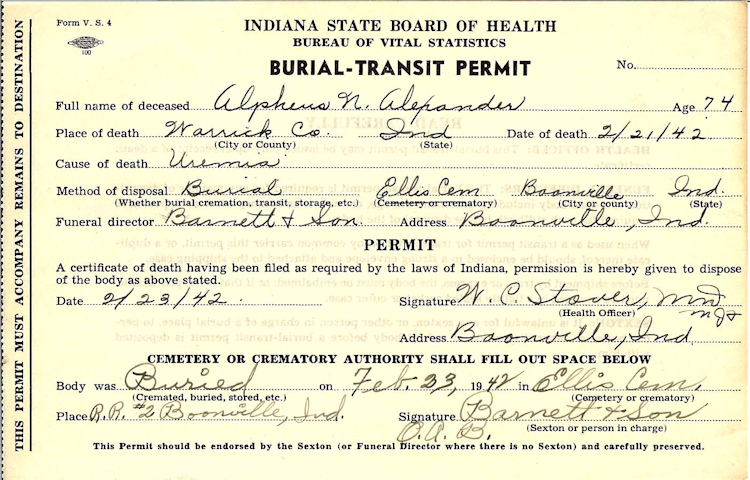 Form V. S. 4
100
INDIANA STATE BOARD OF HEALTH
BUREAU OF VITAL STATISTICS
BURIAL-TRANSIT PERMIT
No.
Full name of deceased Alpheus N. Alexander Age 74
Place of death Warrick Co. Ind Date of death 2/21/42
(City or County) (State)
Cause of death Uremia
Method of disposal Burial Ellis Cem Boonville Ind.
(Whether burial cremation, transit, storage, etc.) (Cemetery or crematory) (City or county) (State)
Funeral director Barnett & Son Address Boonville, Ind.
PERMIT
A certificate of death having been filed as required by the laws of Indiana, permission is hereby given to dispose
of the body as above stated.
Date 2/23/42. Signature W. C Stover, MD
(Health Officer)
Address Boonville, Ind
CEMETERY OR CREMATORY AUTHORITY SHALL FILL OUT SPACE BELOW
Body was Buried on Feb. 23, 1942 in Ellis Cem.
(Cremated, buried, stored, etc.) (Cemetery or crematory)
Place R.R. #2 Boonville, Ind. Signature Barnett & Son
O.A.B. (Sexton or person in charge)
This Permit should be endorsed by the Sexton (or Funeral Director where there is no Sexton) and carefully preserved.
THIS PERMIT MUST ACCOMPANY REMAINS TO DESTINATION